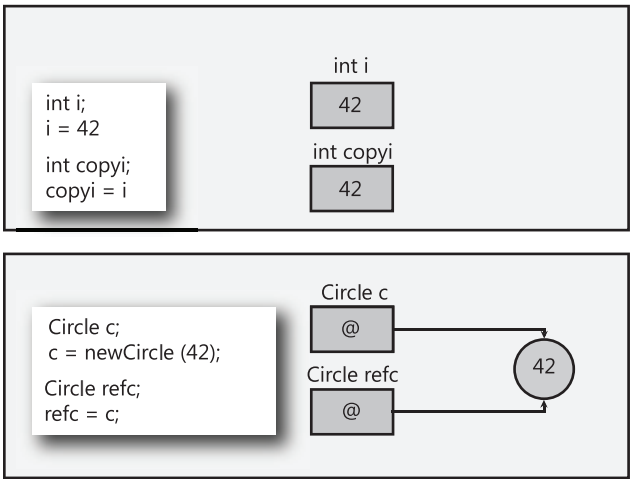 int i;
i = 42
int copyi;
copyi = i
int i
42
int copyi
42
Circle c;
c = newCircle (42);
Circle refc;
refc = c;
Circle c
@
Circle refc
@
42